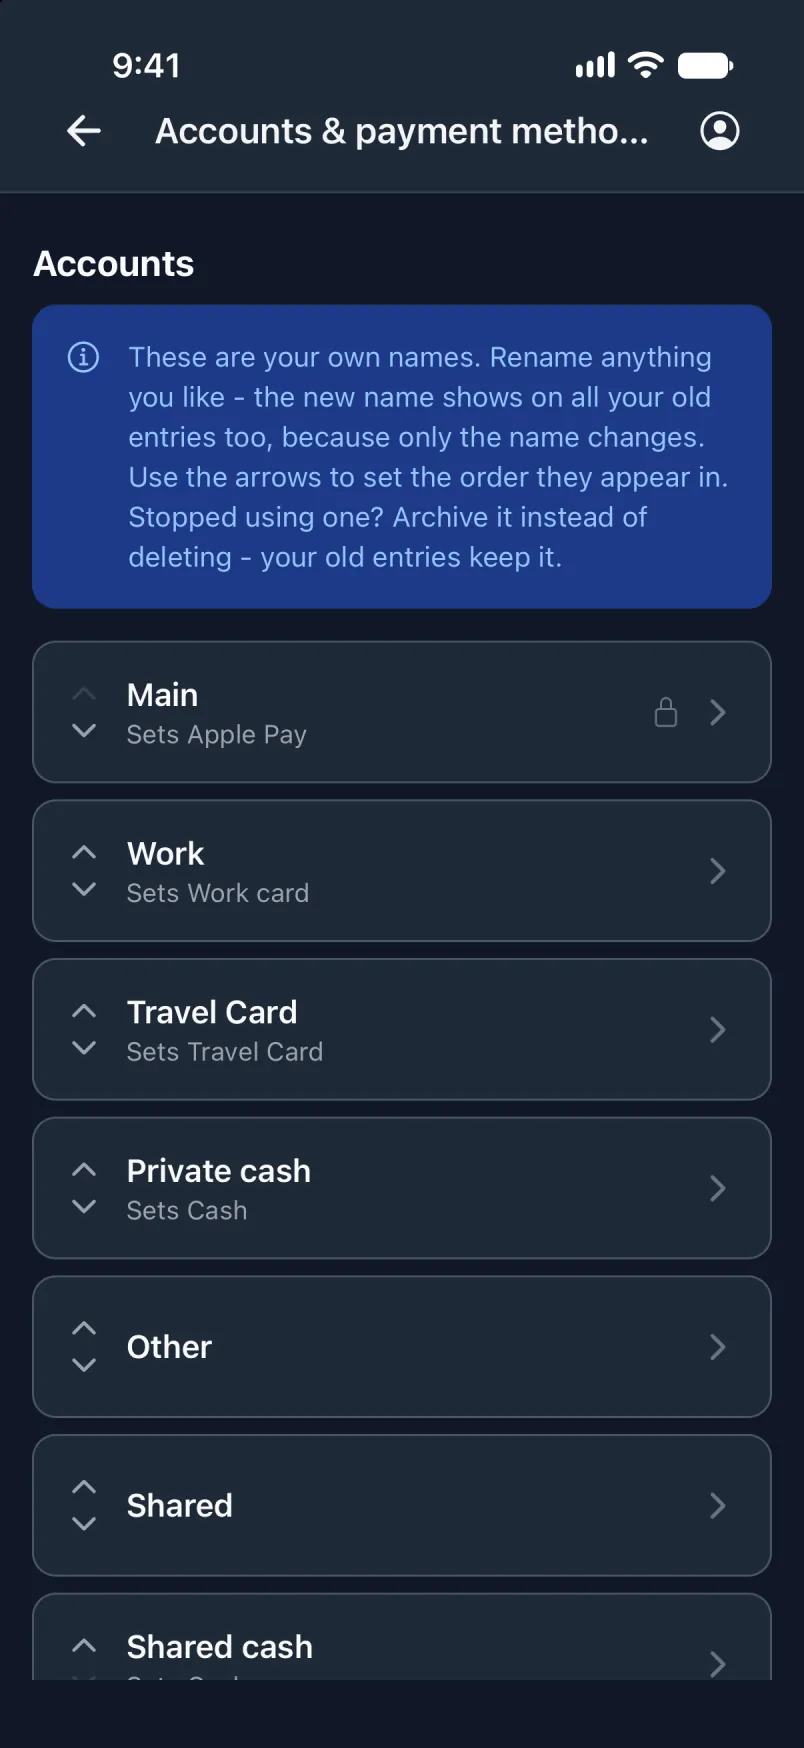 9:41
Accounts & payment metho...
Accounts
These are your own names. Rename anything
you like - the new name shows on all your old
entries too, because only the name changes.
Use the arrows to set the order they appear in.
Stopped using one? Archive it instead of
deleting - your old entries keep it.
Main
Sets Apple Pay
Work
Sets Work card
Travel Card
Sets Travel Card
Private cash
Sets Cash
Other
Shared
Shared cash